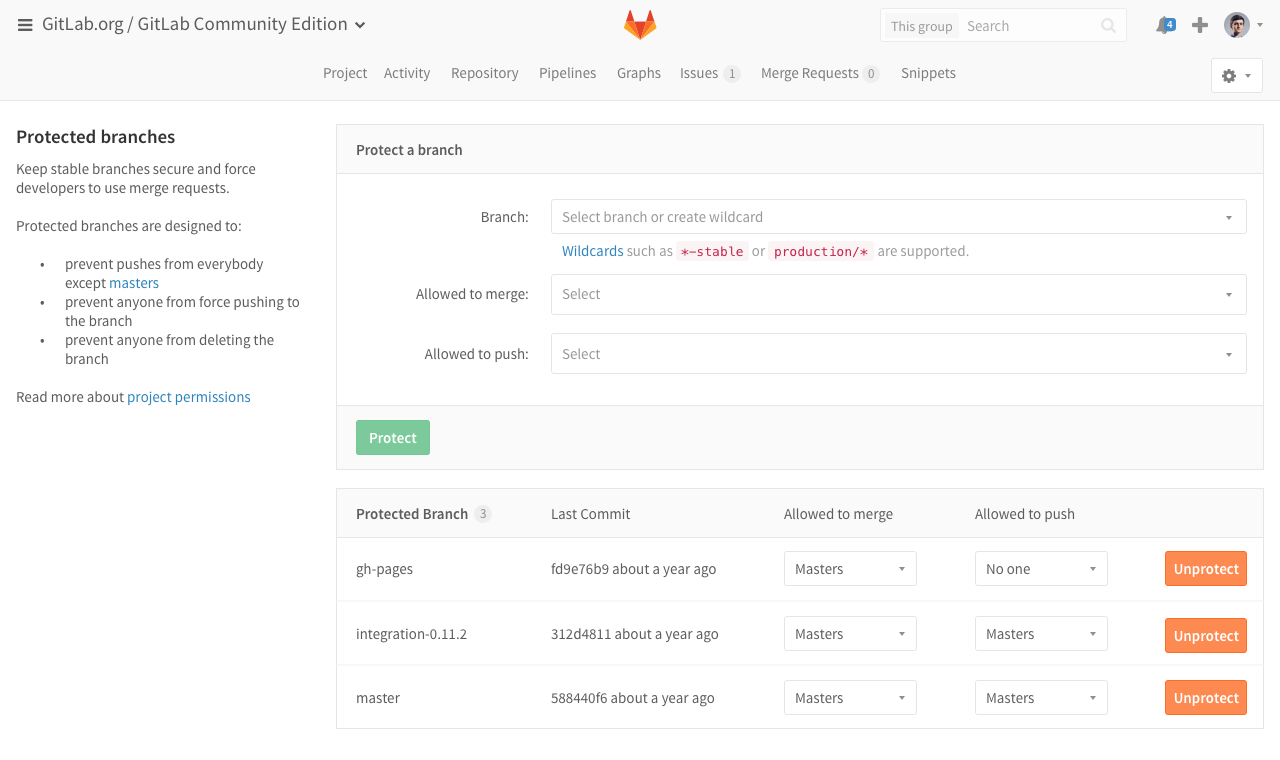 GitLab.org / GitLab Community Edition
This group Search
4
Project Activity Repository Pipelines Graphs Issues 1 Merge Requests 0 Snippets
Protected branches
Keep stable branches secure and force
developers to use merge requests.
Protected branches are designed to:
• prevent pushes from everybody
except masters
• prevent anyone from force pushing to
the branch
• prevent anyone from deleting the
branch
Read more about project permissions
Protect a branch
Branch: Select branch or create wildcard
Wildcards such as *-stable or production/* are supported.
Allowed to merge: Select
Allowed to push: Select
Protect
Protected Branch 3 Last Commit Allowed to merge Allowed to push
gh-pages fd9e76b9 about a year ago Masters No one Unprotect
integration-0.11.2 312d4811 about a year ago Masters Masters Unprotect
master 588440f6 about a year ago Masters Masters Unprotect